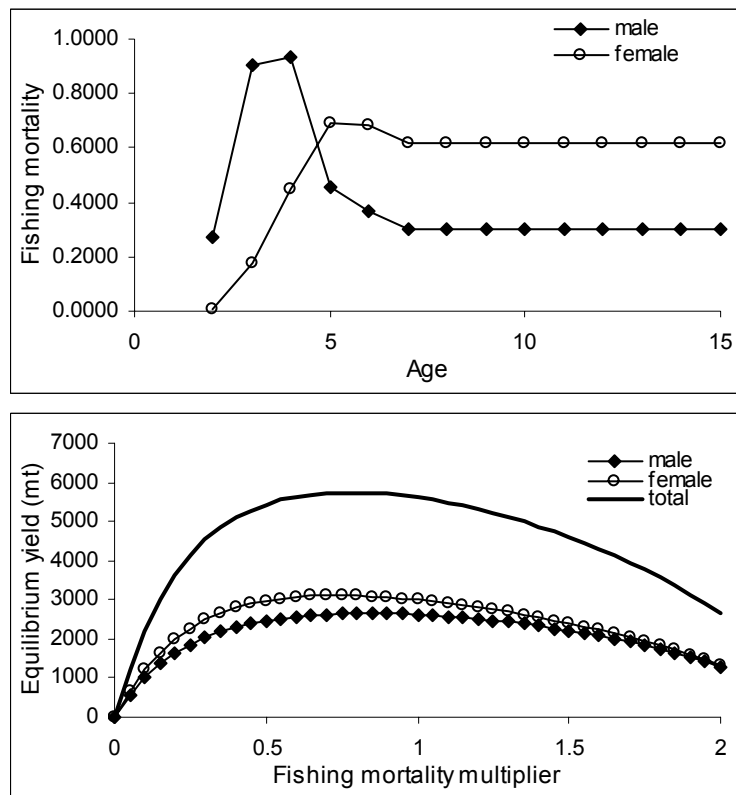 1.0000
0.8000
0.6000
0.4000
0.2000
0.0000
Fishing mortality
male
female
0 5 10 15
Age
7000
6000
5000
4000
3000
2000
1000
0
Equilibrium yield (mt)
male
female
total
0 0.5 1 1.5 2
Fishing mortality multiplier